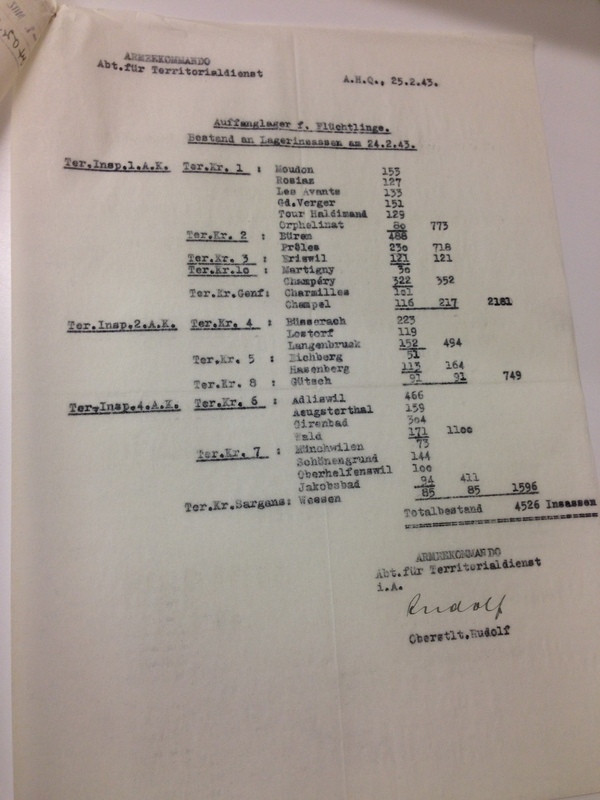 ARMEEKOMMANDO
Abt.für Territorialdienst
A.H.Q., 25.2.43.
Auffanglager f. Flüchtlinge.
Bestand an Lagerinsassen am 24.2.43.
Ter.Insp.1.A.K. Ter.Kr. 1 : Moudon 153
Rosiaz 127
Les Avants 133
Gd.Verger 151
Tour Haldimand 129
Orphelinat 80 773
Ter.Kr. 2 : Büren 488
Prêles 230 718
Ter.Kr. 3 : Eriswil 121 121
Ter.Kr.10 : Martigny 30
Champéry 322 352
Ter.Kr.Genf: Charmilles 101
Champel 116 217 2181
Ter.Insp.2.A.K. Ter.Kr. 4 : Büsserach 223
Lostorf 119
Langenbruck 152 494
Ter.Kr. 5 : Eichberg 51
Hasenberg 113 164
Ter.Kr. 8 : Gütsch 91 91 749
Ter.Insp.4.A.K. Ter.Kr. 6 : Adliswil 466
Aeugsterthal 159
Girenbad 304
Wald 171 1100
Ter.Kr. 7 : Münchwilen 73
Schönengrund 144
Oberhelfenswil 100
Jakobsbad 94 411
Ter.Kr.Sargans: Weesen 85 85 1596
Totalbestand 4526 Insassen
ARMEEKOMMANDO
Abt.für Territorialdienst
i.A.
Rudolf
Oberstlt.Rudolf